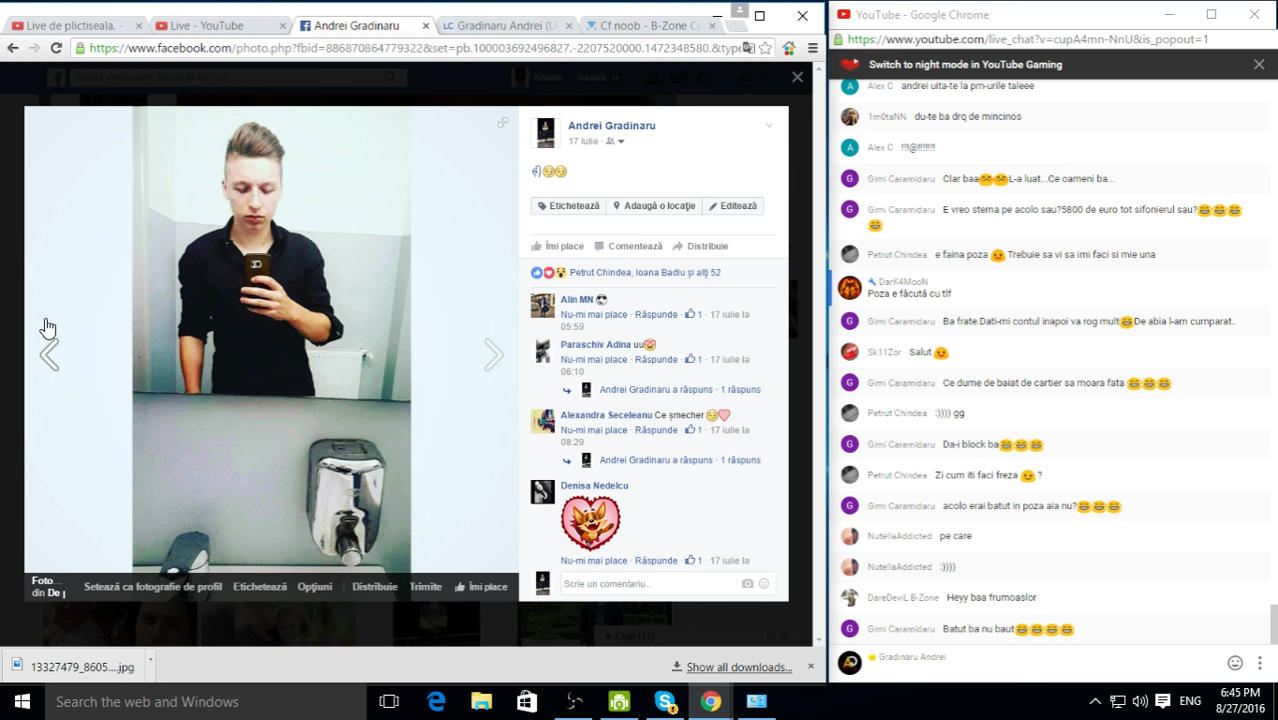 Live de plictiseala. -
Live - YouTube
Andrei Gradinaru
Gradinaru Andrei (U
Cf noob - B-Zone Co
https://www.facebook.com/photo.php?fbid=886870864779322&set=pb.100003692496827.-2207520000.1472348580.&type
Andrei Gradinaru
17 Iulie
Etichetează
Adaugă o locaţie
Editează
Îmi place
Comentează
Distribuie
Petrut Chindea, Ioana Badiu şi alţi 52
Alin MN
Nu-mi mai place · Răspunde · 1 · 17 iulie la
05:59
Paraschiv Adina uu
Nu-mi mai place · Răspunde · 1 · 17 iulie la
06:10
Andrei Gradinaru a răspuns · 1 răspuns
Alexandra Seceleanu Ce șmecher
Nu-mi mai place · Răspunde · 1 · 17 iulie la
08:29
Andrei Gradinaru a răspuns · 1 răspuns
Denisa Nedelcu
Nu-mi mai place · Răspunde · 1 · 17 iulie la
Scrie un comentariu...
Foto...
din De p
Setează ca fotografie de profil
Etichetează
Opţiuni
Distribuie
Trimite
Îmi place
13327479_8605....jpg
Show all downloads...
YouTube - Google Chrome
https://www.youtube.com/live_chat?v=cupA4mn-NnU&is_popout=1
Switch to night mode in YouTube Gaming
Alex C andrei uita-te la pm-urile taleee
1m0taNN du-te ba drq de mincinos
Alex C !!!@!!!!!!!
Gimi Caramidaru Clar baa L-a luat...Ce oameni ba...
Gimi Caramidaru E vreo stema pe acolo sau?5800 de euro tot sifonierul sau?
Petrut Chindea e faina poza Trebuie sa vi sa imi faci si mie una
DarK4MooN
Poza e făcută cu tlf
Gimi Caramidaru Ba frate.Dati-mi contul inapoi va rog mult De abia l-am cumparat..
Sk11Zor Salut
Gimi Caramidaru Ce dume de baiat de cartier sa moara fata
Petrut Chindea :)))) gg
Gimi Caramidaru Da-i block ba
Petrut Chindea Zi cum iti faci freza ?
Gimi Caramidaru acolo erai batut in poza aia nu?
NutellaAddicted pe care
NutellaAddicted :))))
DareDeviL B-Zone Heyy baa frumoaslor
Gimi Caramidaru Batut ba nu baut
Gradinaru Andrei
Search the web and Windows
ENG
6:45 PM
8/27/2016